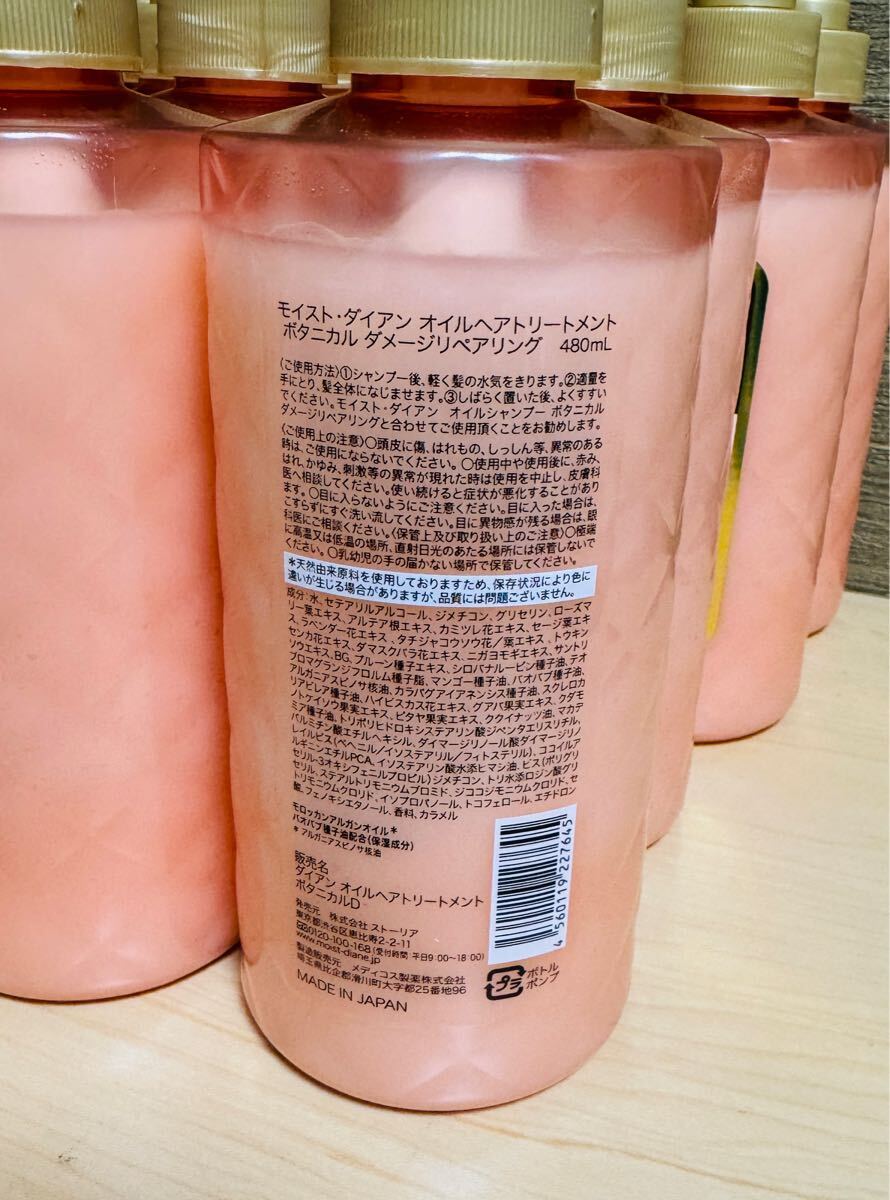 モイスト・ダイアン オイルヘアトリートメント
ボタニカル ダメージリペアリング 480mL
〈ご使用方法〉①シャンプー後、軽く髪の水気をきります。②適量を
手にとり、髪全体になじませます。③しばらく置いた後、よくすすい
でください。モイスト・ダイアン オイルシャンプー ボタニカル
ダメージリペアリングと合わせてご使用頂くことをお勧めします。
〈ご使用上の注意〉○頭皮に傷、はれもの、しっしん等、異常のある
時は、ご使用にならないでください。○使用中や使用後に、赤み、
はれ、かゆみ、刺激等の異常が現れた時は使用を中止し、皮膚科
医へ相談してください。使い続けると症状が悪化することがあり
ます。○目に入らないようにご注意ください。目に入った場合は、
こすらずにすぐ洗い流してください。目に異物感が残る場合は、眼
科医にご相談ください。〈保管上及び取り扱い上のご注意〉○極端
に高温又は低温の場所、直射日光のあたる場所には保管しないで
ください。○乳幼児の手の届かない場所で保管してください。
＊天然由来原料を使用しておりますため、保存状況により色に
違いが生じる場合がありますが、品質には問題ございません。
成分:水、セテアリルアルコール、ジメチコン、グリセリン、ローズマ
リー葉エキス、アルテア根エキス、カミツレ花エキス、セージ葉エキ
ス、ラベンダー花エキス、タチジャコウソウ花／葉エキス、トウキン
センカ花エキス、ダマスクバラ花エキス、ニガヨモギエキス、サントリ
ソウエキス、BG、プルーン種子エキス、シロバナルーピン種子油、テオ
ブロマグランジフロルム種子脂、マンゴー種子油、バオバブ種子油、
アルガニアスピノサ核油、カラパグアイアネンシス種子油、スクレロカ
リアビレア種子油、ハイビスカス花エキス、グアバ果実エキス、クダモ
ノトケイソウ果実エキス、ピタヤ果実エキス、ククイナッツ油、マカデ
ミア種子油、トリポリヒドロキシステアリン酸ジペンタエリスリチル、
パルミチン酸エチルヘキシル、ダイマージリノール酸ダイマージリノ
レイルビス(ベヘニル／イソステアリル／フィトステリル)、ココイルア
ルギニンエチルPCA、イソステアリン酸水添ヒマシ油、ビス(ポリグリ
セリル-3オキシフェニルプロピル)ジメチコン、トリ水添ロジン酸グリ
セリル、ステアルトリモニウムブロミド、ジココジモニウムクロリド、セ
トリモニウムクロリド、イソプロパノール、トコフェロール、エチドロン
酸、フェノキシエタノール、香料、カラメル
モロッカンアルガンオイル＊
バオバブ種子油配合(保湿成分)
＊アルガニアスピノサ核油
販売名
ダイアン オイルヘアトリートメント
ボタニカルD
発売元 株式会社 ストーリア
東京都渋谷区恵比寿2-2-11
0120-100-168(受付時間 平日9:00〜18:00)
www.moist-diane.jp
製造販売元 メディコス製薬株式会社
埼玉県比企郡滑川町大字都25番地96
MADE IN JAPAN
4 560119 227645
プラ
ボトル
ポンプ